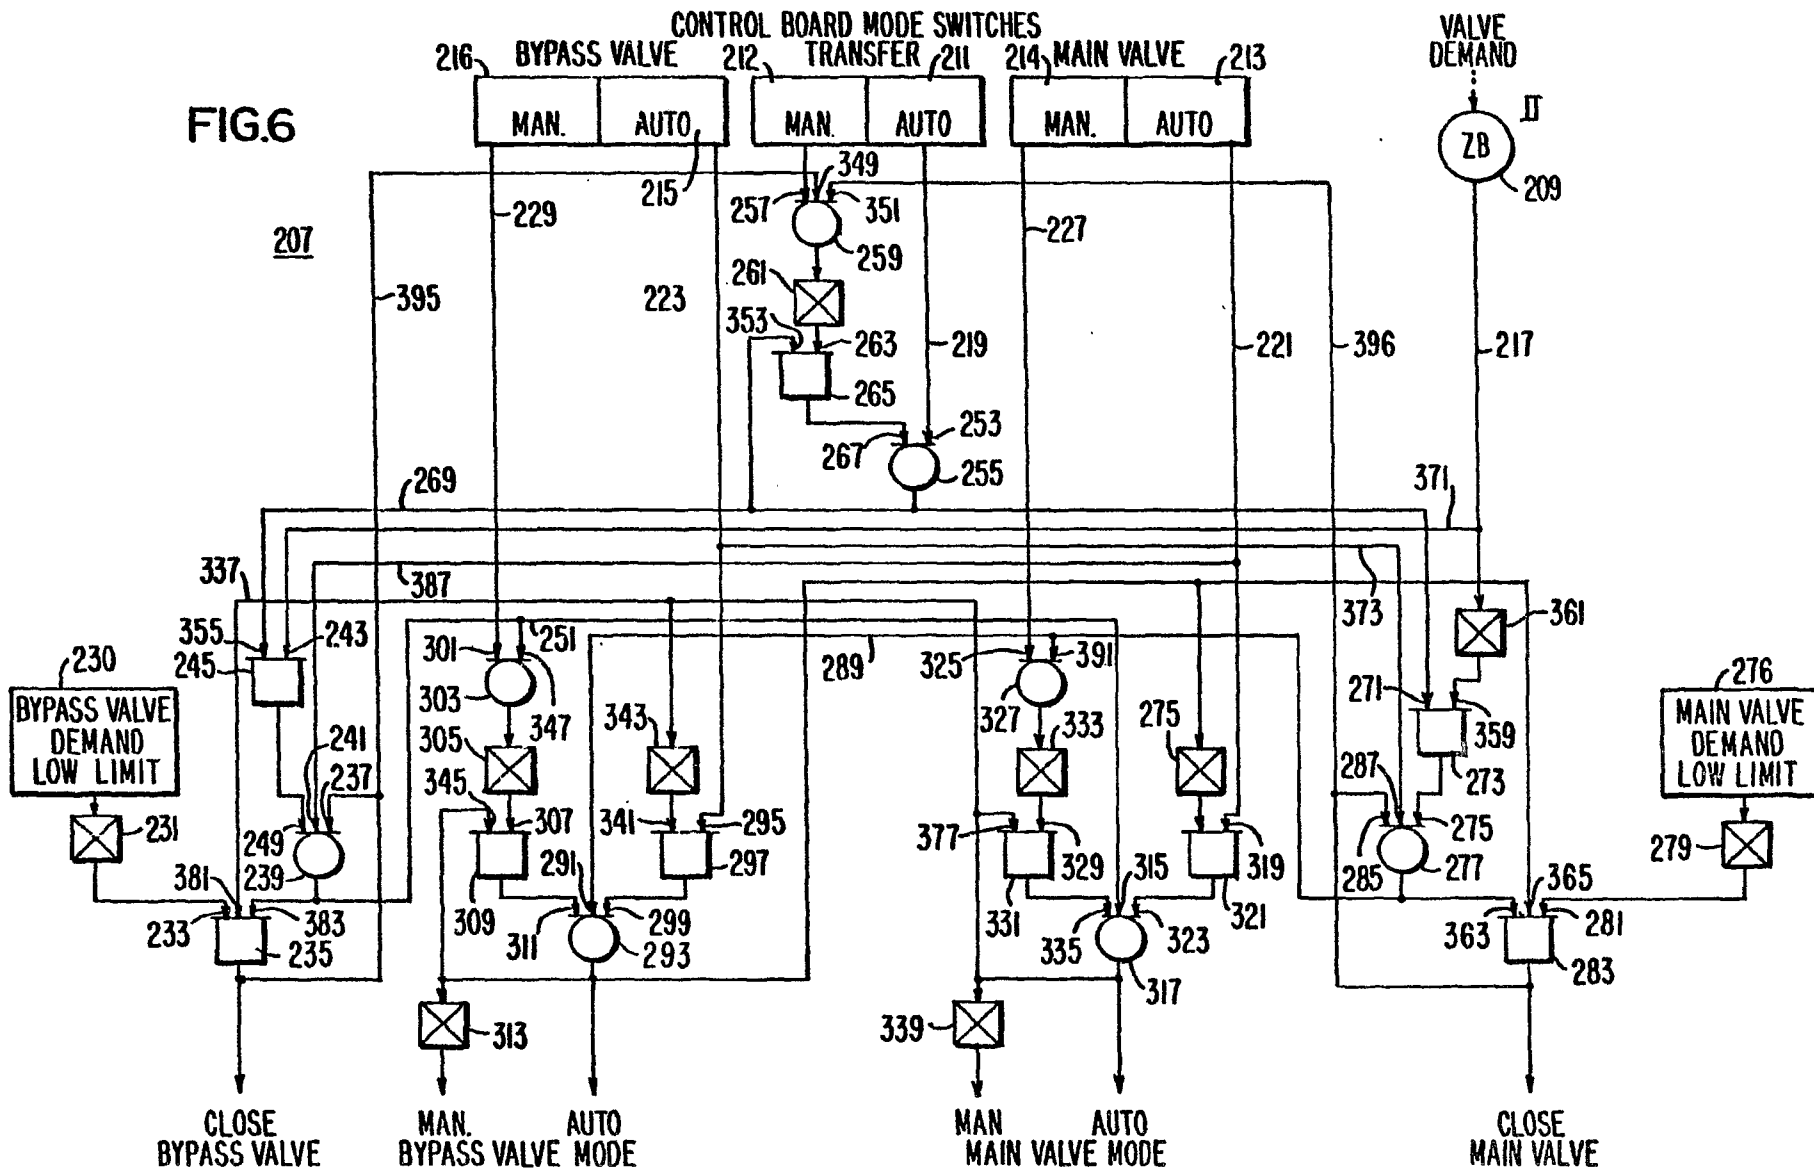 CONTROL BOARD MODE SWITCHES
VALVE
DEMAND
216 BYPASS VALVE 212 TRANSFER 211 214 MAIN VALVE 213
FIG.6
MAN. AUTO MAN. AUTO MAN. AUTO
II
ZB
209
215
257 349 351
229
227
207
259
261
395 223
353 263 219 221 396 217
265
253
267
255
269
371
337 387
373
361
355 243
301 251
289
325 391
230
245
303
347
327
271 359
276
BYPASS VALVE
DEMAND
LOW LIMIT
241
237
305
343
333
275
287
273
MAIN VALVE
DEMAND
LOW LIMIT
345 307 341 295
377 329 319
275
231
249
239
309
291
297
331
315
321
285
277
279
381
383
233
235
311
299
293
335
323
317
363
365
281
283
313
339
CLOSE
BYPASS VALVE
MAN. AUTO
BYPASS VALVE MODE
MAN AUTO
MAIN VALVE MODE
CLOSE
MAIN VALVE